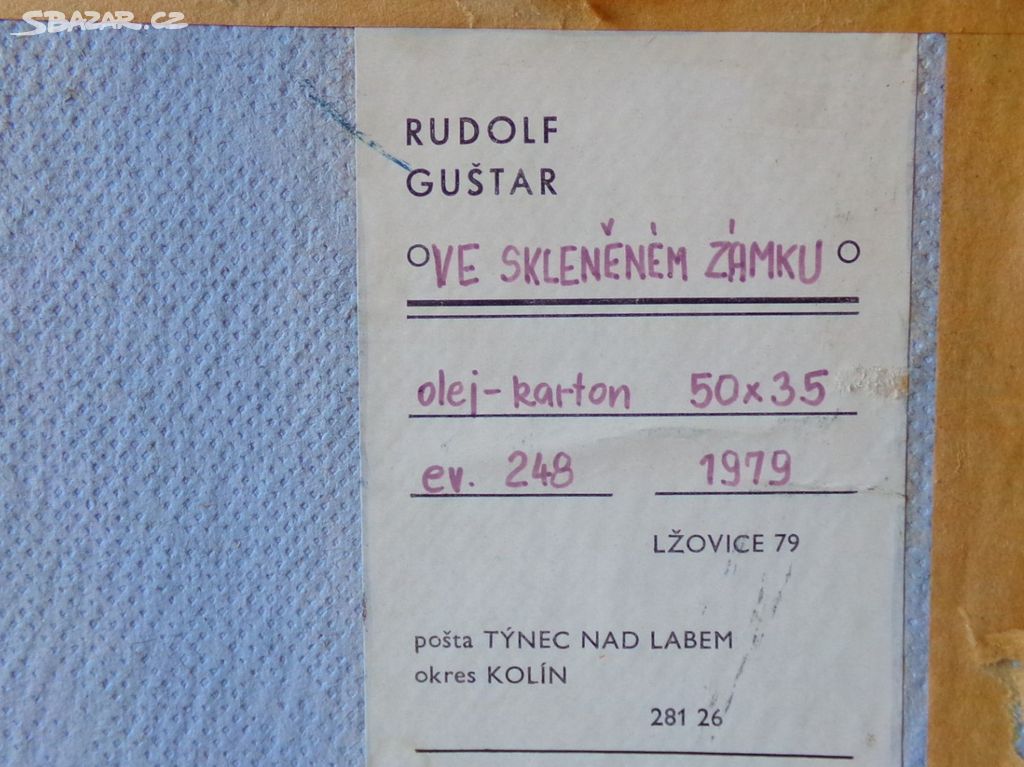 SBAZAR.CZ
RUDOLF
GUŠTAR
VE SKLENĚNÉM ZÁMKU
olej-karton 50x35
ev. 248 1979
LŽOVICE 79
pošta TÝNEC NAD LABEM
okres KOLÍN
281 26